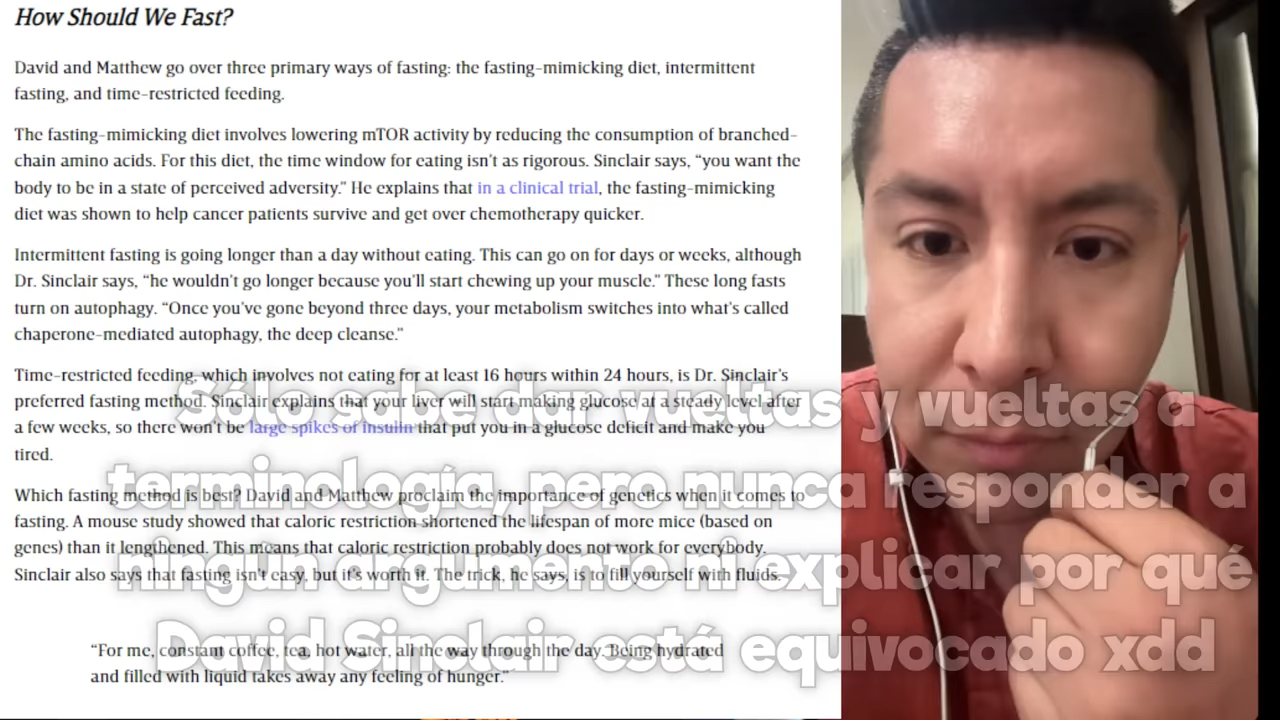 How Should We Fast?
David and Matthew go over three primary ways of fasting: the fasting-mimicking diet, intermittent
fasting, and time-restricted feeding.
The fasting-mimicking diet involves lowering mTOR activity by reducing the consumption of branched-
chain amino acids. For this diet, the time window for eating isn't as rigorous. Sinclair says, “you want the
body to be in a state of perceived adversity.” He explains that in a clinical trial, the fasting-mimicking
diet was shown to help cancer patients survive and get over chemotherapy quicker.
Intermittent fasting is going longer than a day without eating. This can go on for days or weeks, although
Dr. Sinclair says, “he wouldn't go longer because you'll start chewing up your muscle.” These long fasts
turn on autophagy. “Once you've gone beyond three days, your metabolism switches into what's called
chaperone-mediated autophagy, the deep cleanse.”
Time-restricted feeding, which involves not eating for at least 16 hours within 24 hours, is Dr. Sinclair's
preferred fasting method. Sinclair explains that your liver will start making glucose at a steady level after
a few weeks, so there won't be large spikes of insulin that put you in a glucose deficit and make you
tired.
Which fasting method is best? David and Matthew proclaim the importance of genetics when it comes to
fasting. A mouse study showed that caloric restriction shortened the lifespan of more mice (based on
genes) than it lengthened. This means that caloric restriction probably does not work for everybody.
Sinclair also says that fasting isn't easy, but it's worth it. The trick, he says, is to fill yourself with fluids.
“For me, constant coffee, tea, hot water, all the way through the day. Being hydrated
and filled with liquid takes away any feeling of hunger.”
Sólo sabe dar vueltas y vueltas a
terminología, pero nunca responder a
ningún argumento ni explicar por qué
David Sinclair está equivocado xdd